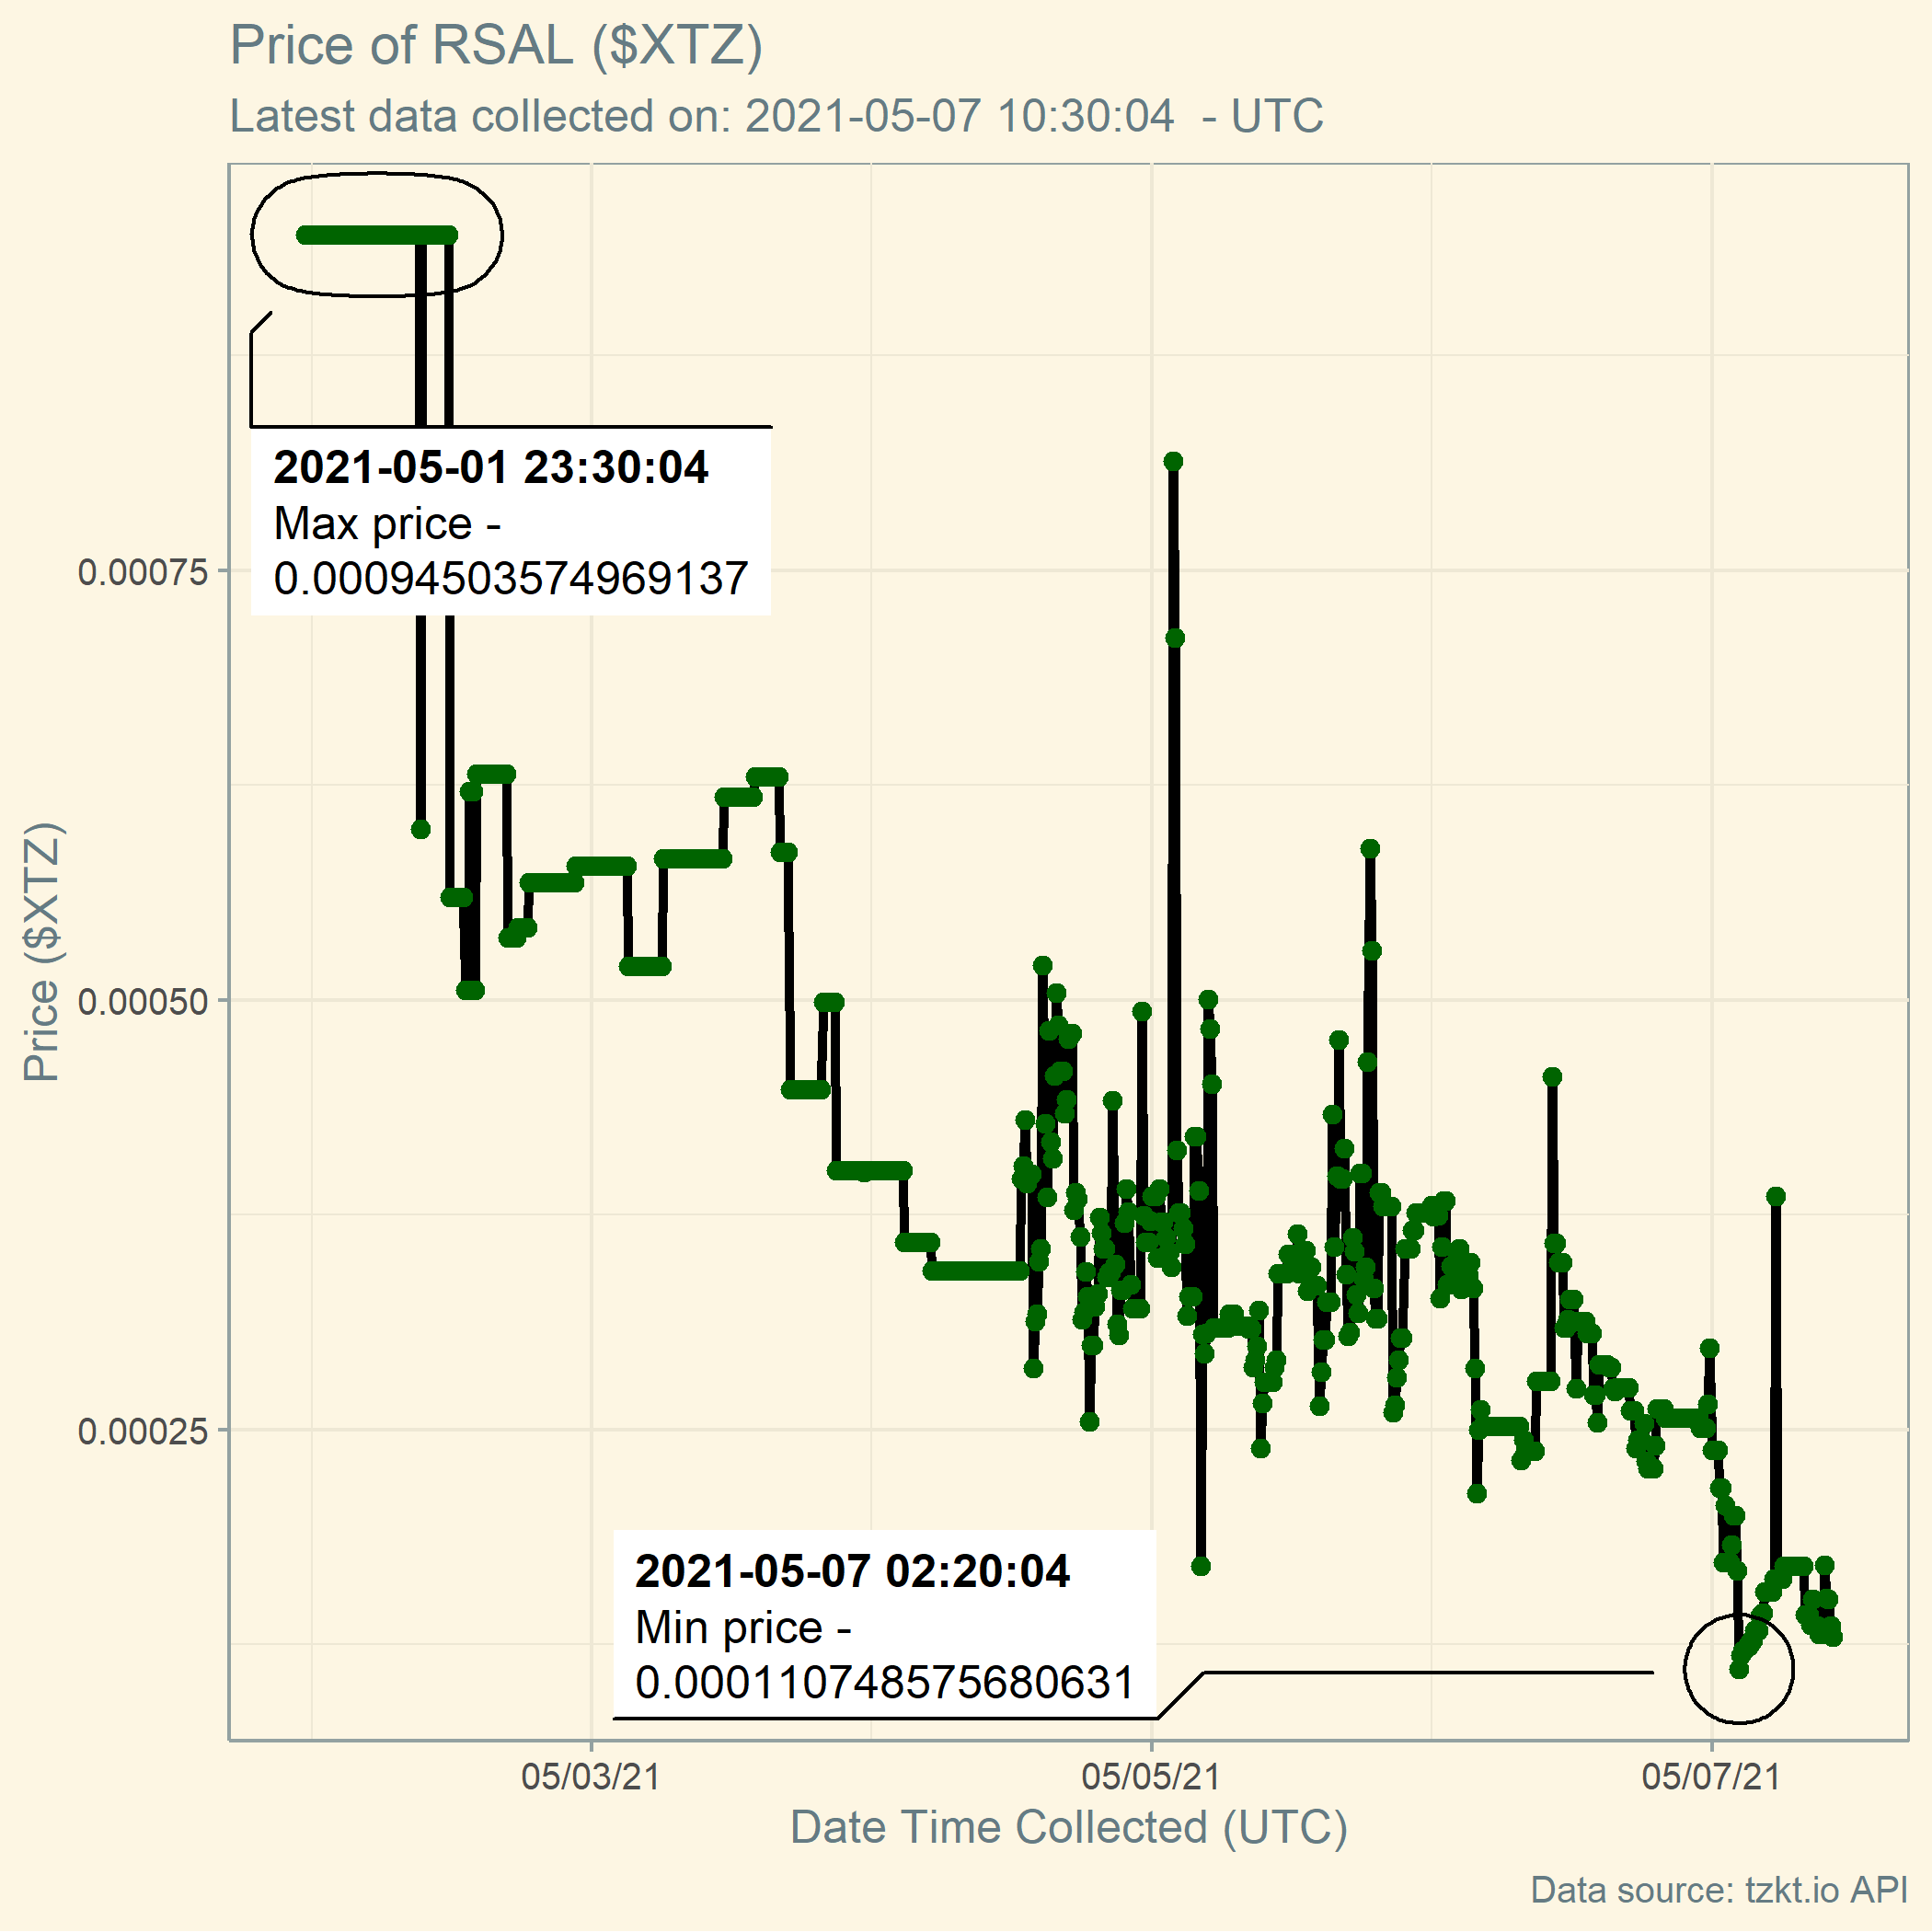 Price of RSAL ($XTZ)
Latest data collected on: 2021-05-07 10:30:04  - UTC
2021-05-01 23:30:04
Max price -
0.00094503574969137
0.00075
0.00050
0.00025
Price ($XTZ)
2021-05-07 02:20:04
Min price -
0.000110748575680631
05/03/21
05/05/21
05/07/21
Date Time Collected (UTC)
Data source: tzkt.io API